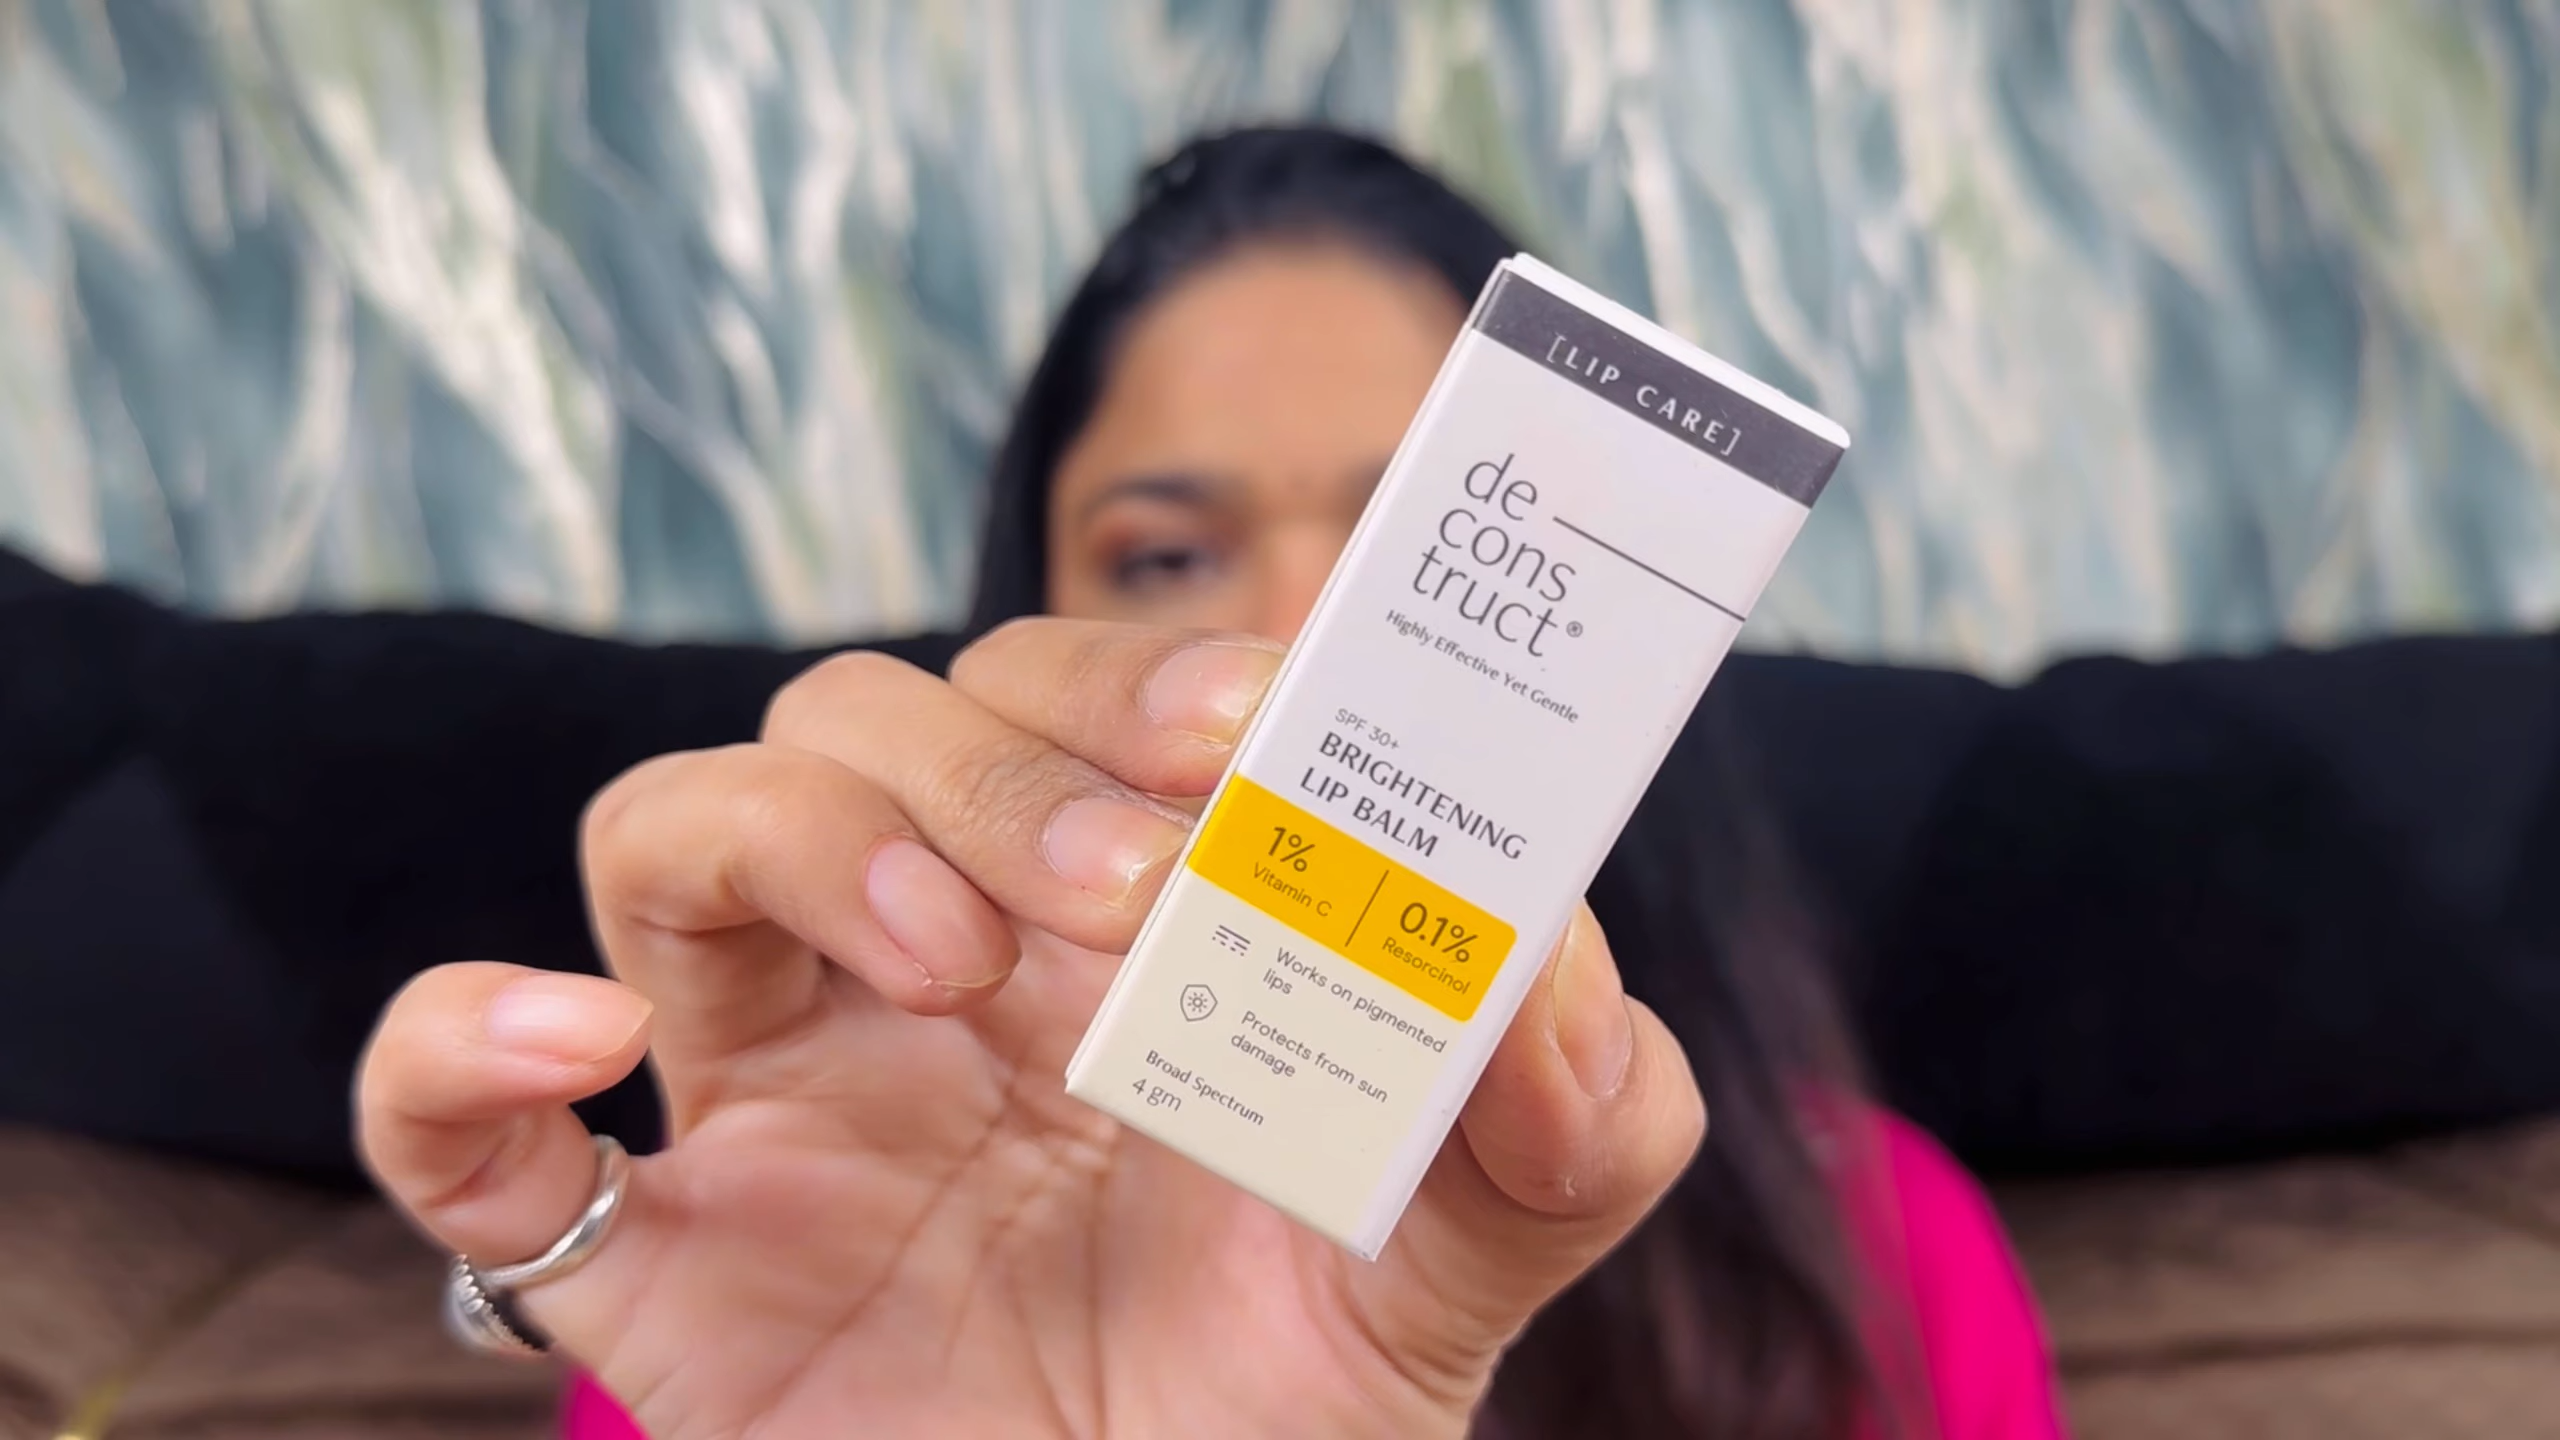 [LIP CARE]
de
cons
truct®
Highly Effective Yet Gentle
SPF 30+
BRIGHTENING
LIP BALM
1%
Vitamin C
0.1%
Resorcinol
Works on pigmented
lips
Protects from sun
damage
Broad Spectrum
4 gm